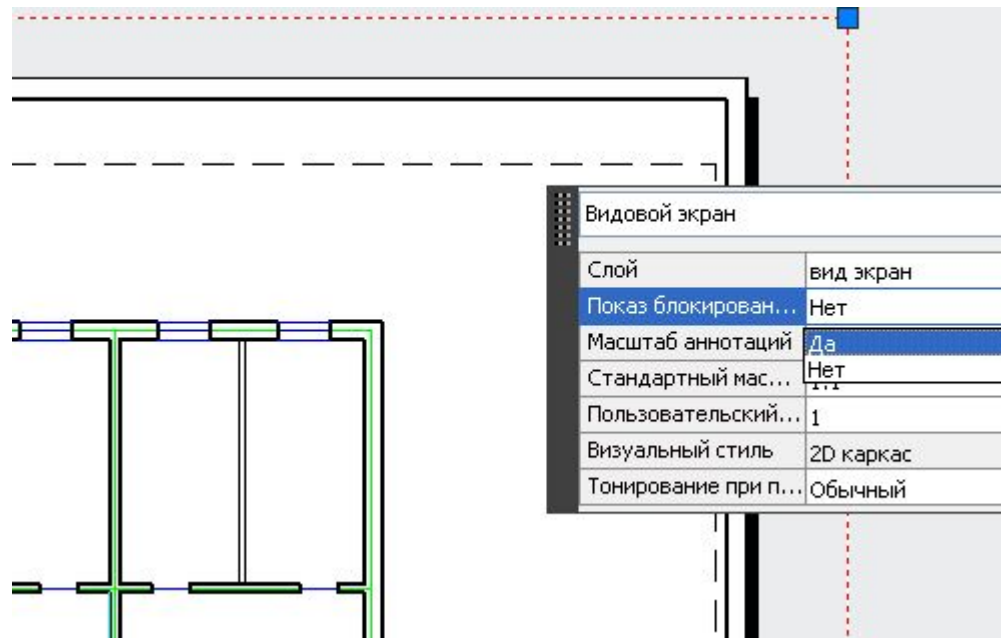 Видовой экран
Слой вид экран
Показ блокирован... Нет
Масштаб аннотаций Да
Нет
Стандартный мас...
Пользовательский... 1
Визуальный стиль 2D каркас
Тонирование при п... Обычный